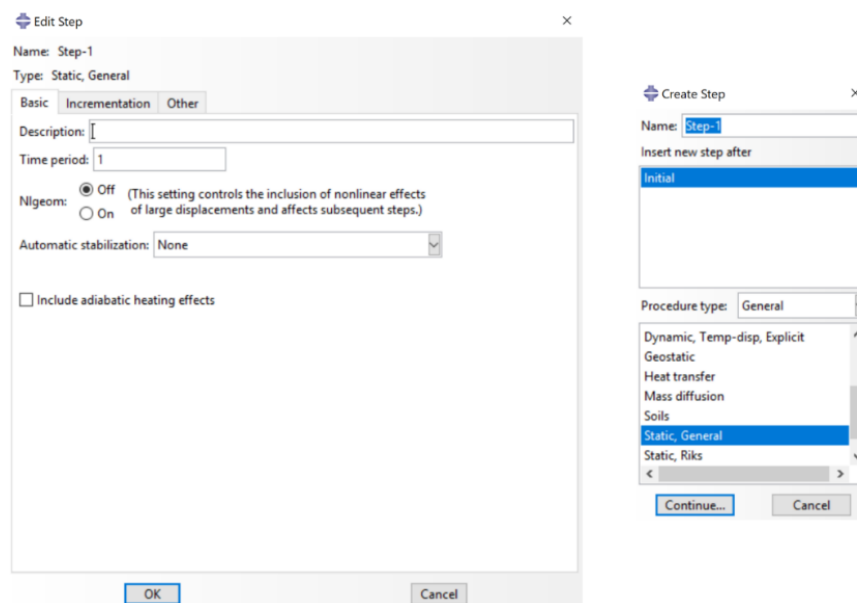 Edit Step
Name: Step-1
Type: Static, General
Basic Incrementation Other
Description:
Time period: 1
Nlgeom:
Off
On
(This setting controls the inclusion of nonlinear effects
of large displacements and affects subsequent steps.)
Automatic stabilization: None
Include adiabatic heating effects
OK Cancel
Create Step
Name: Step-1
Insert new step after
Initial
Procedure type: General
Dynamic, Temp-disp, Explicit
Geostatic
Heat transfer
Mass diffusion
Soils
Static, General
Static, Riks
Continue... Cancel